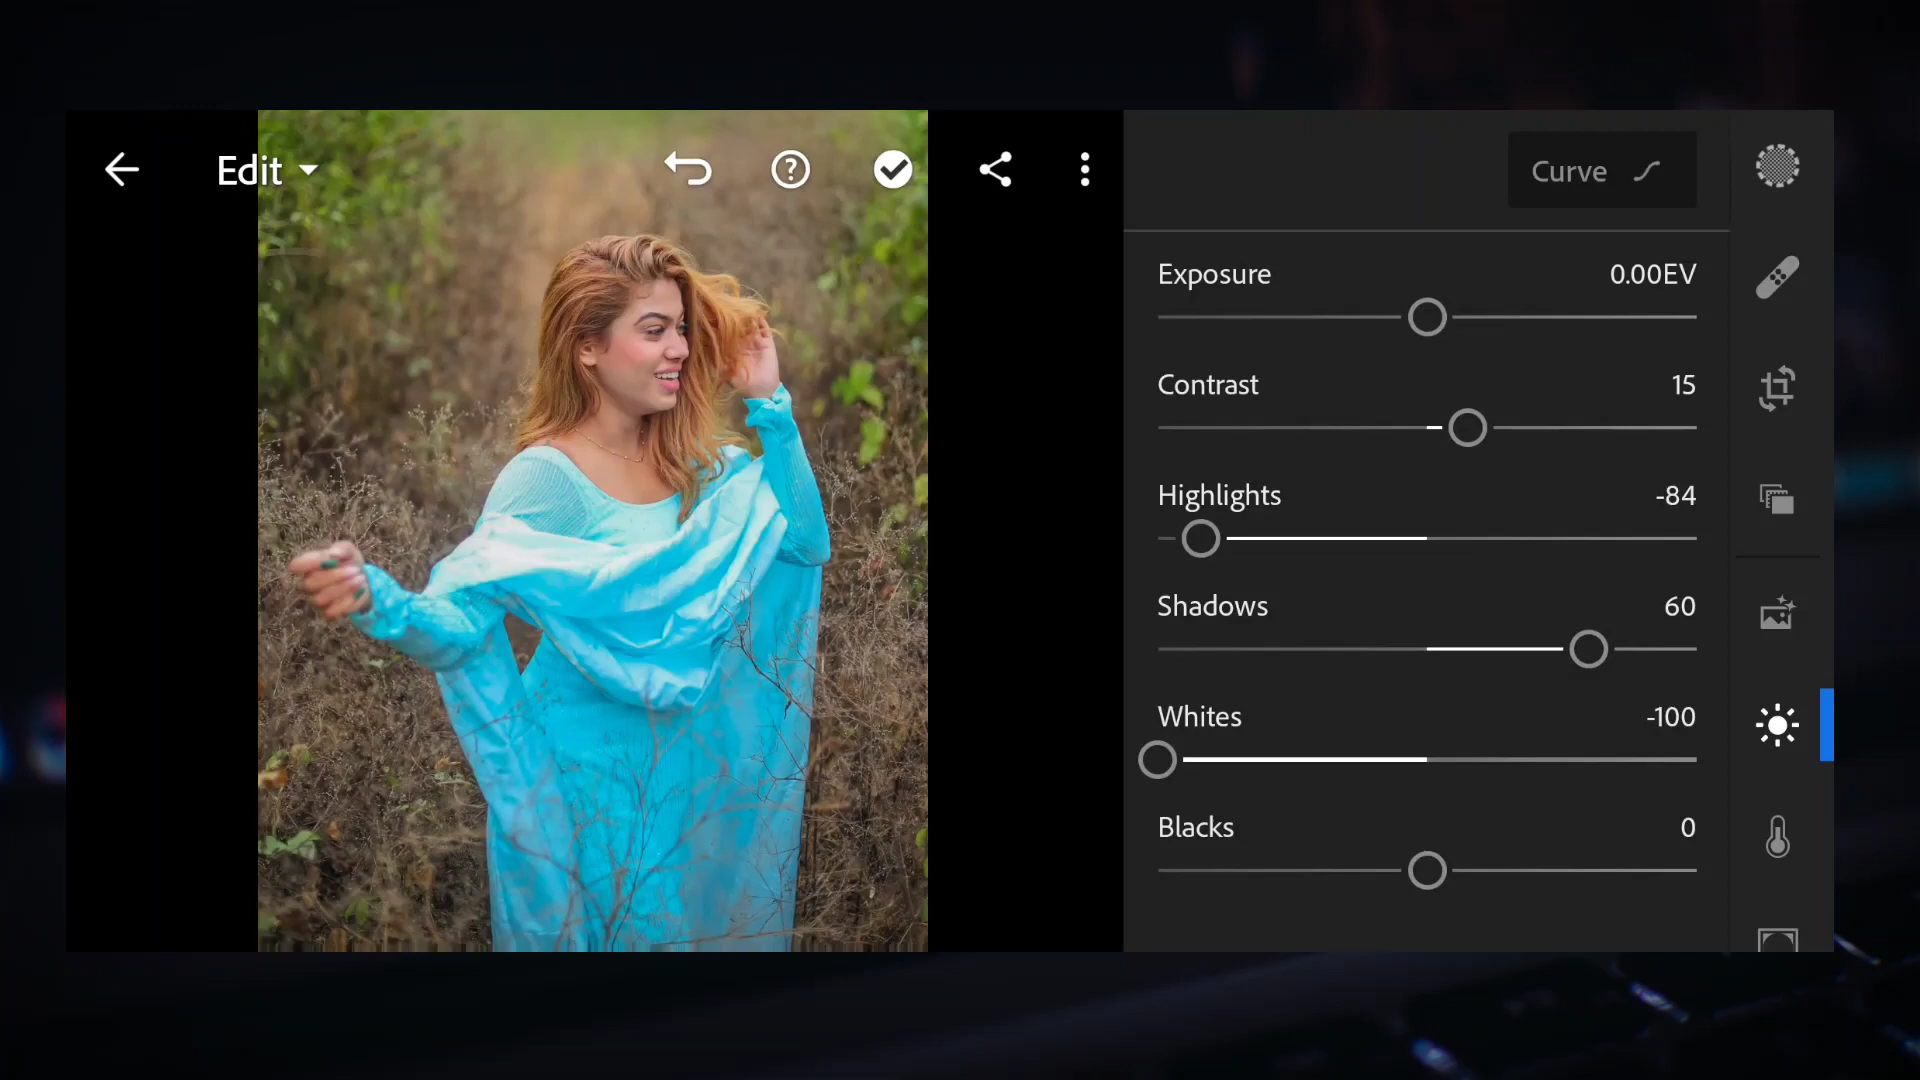 Edit
Curve
Exposure 0.00EV
Contrast 15
Highlights -84
Shadows 60
Whites -100
Blacks 0